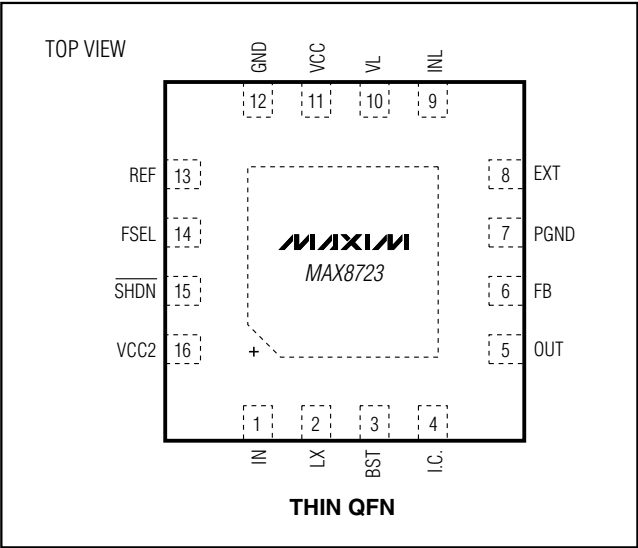 TOP VIEW
GND
VCC
VL
INL
12
11
10
9
REF 13
8 EXT
FSEL 14
7 PGND
MAXIM
MAX8723
SHDN 15
6 FB
VCC2 16
+
5 OUT
1
2
3
4
IN
LX
BST
I.C.
THIN QFN